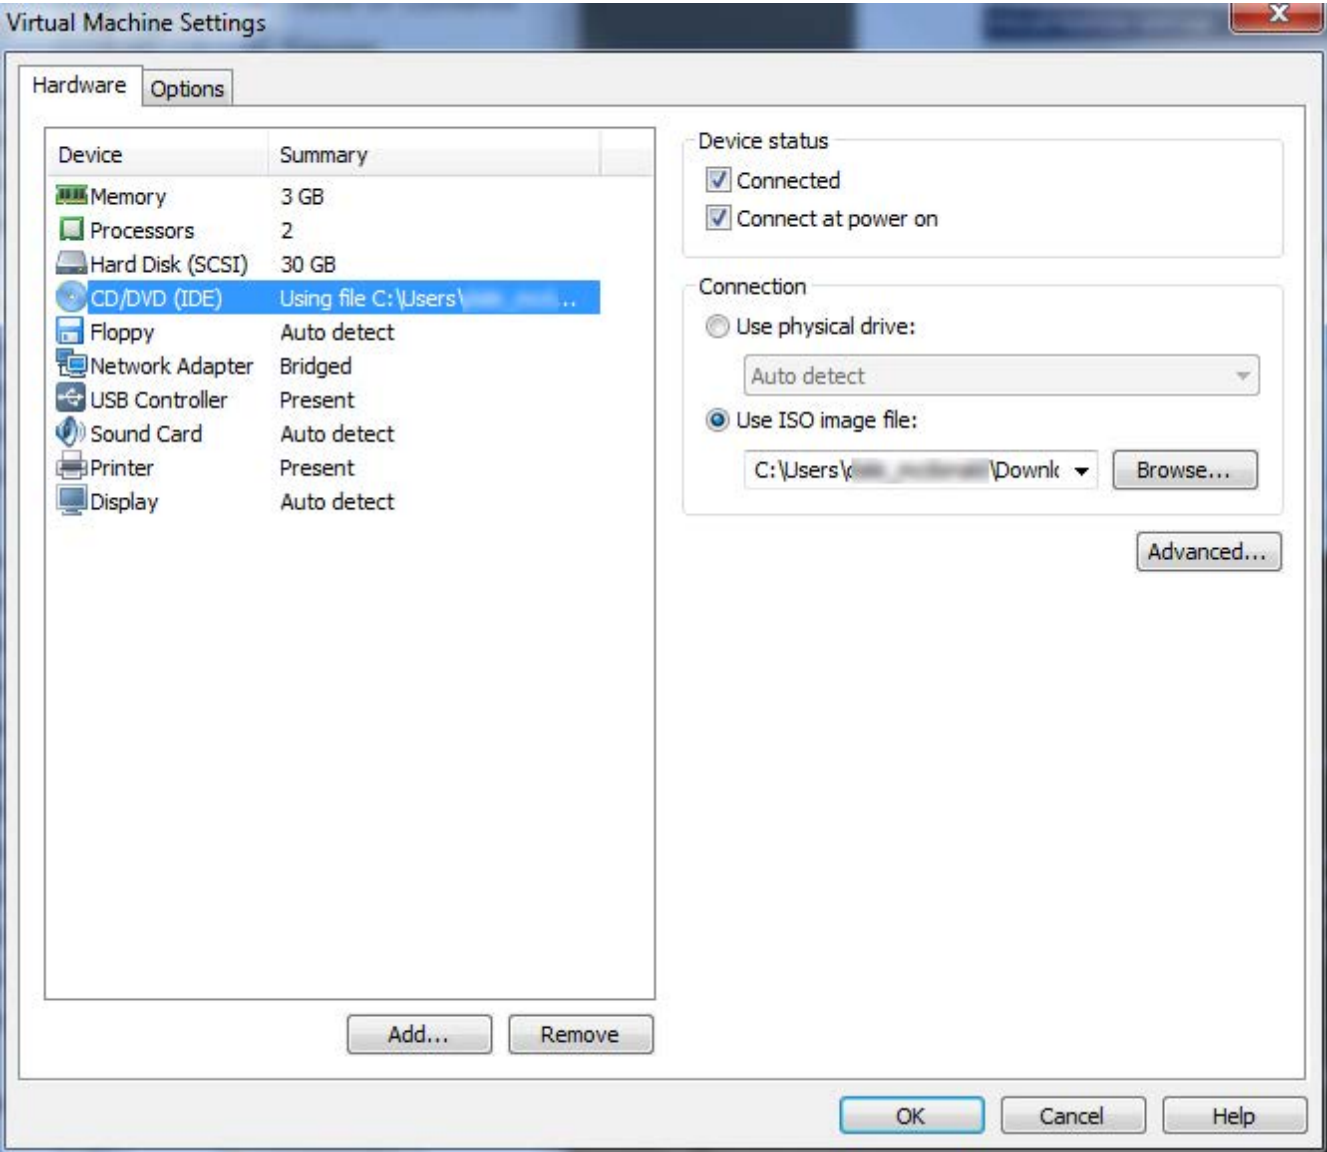 Virtual Machine Settings
Hardware
Options
Device Summary
Memory 3 GB
Processors 2
Hard Disk (SCSI) 30 GB
CD/DVD (IDE) Using file C:\Users\ ...
Floppy Auto detect
Network Adapter Bridged
USB Controller Present
Sound Card Auto detect
Printer Present
Display Auto detect
Add...
Remove
Device status
Connected
Connect at power on
Connection
Use physical drive:
Auto detect
Use ISO image file:
C:\Users\ \Downl
Browse...
Advanced...
OK
Cancel
Help